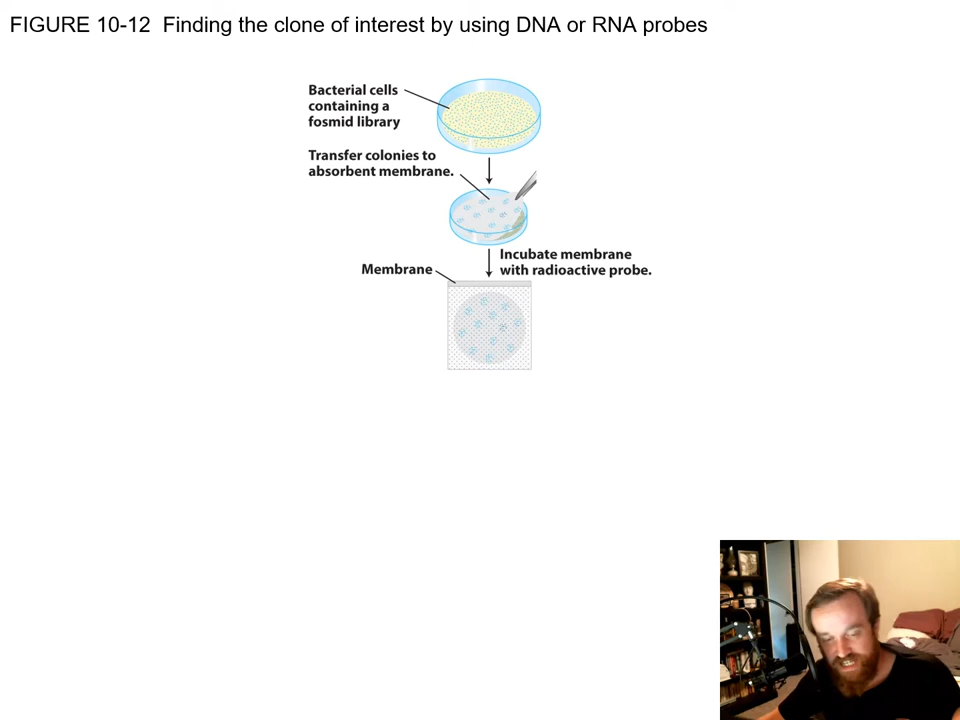 FIGURE 10-12  Finding the clone of interest by using DNA or RNA probes
Bacterial cells
containing a
fosmid library
Transfer colonies to
absorbent membrane.
Incubate membrane
with radioactive probe.
Membrane